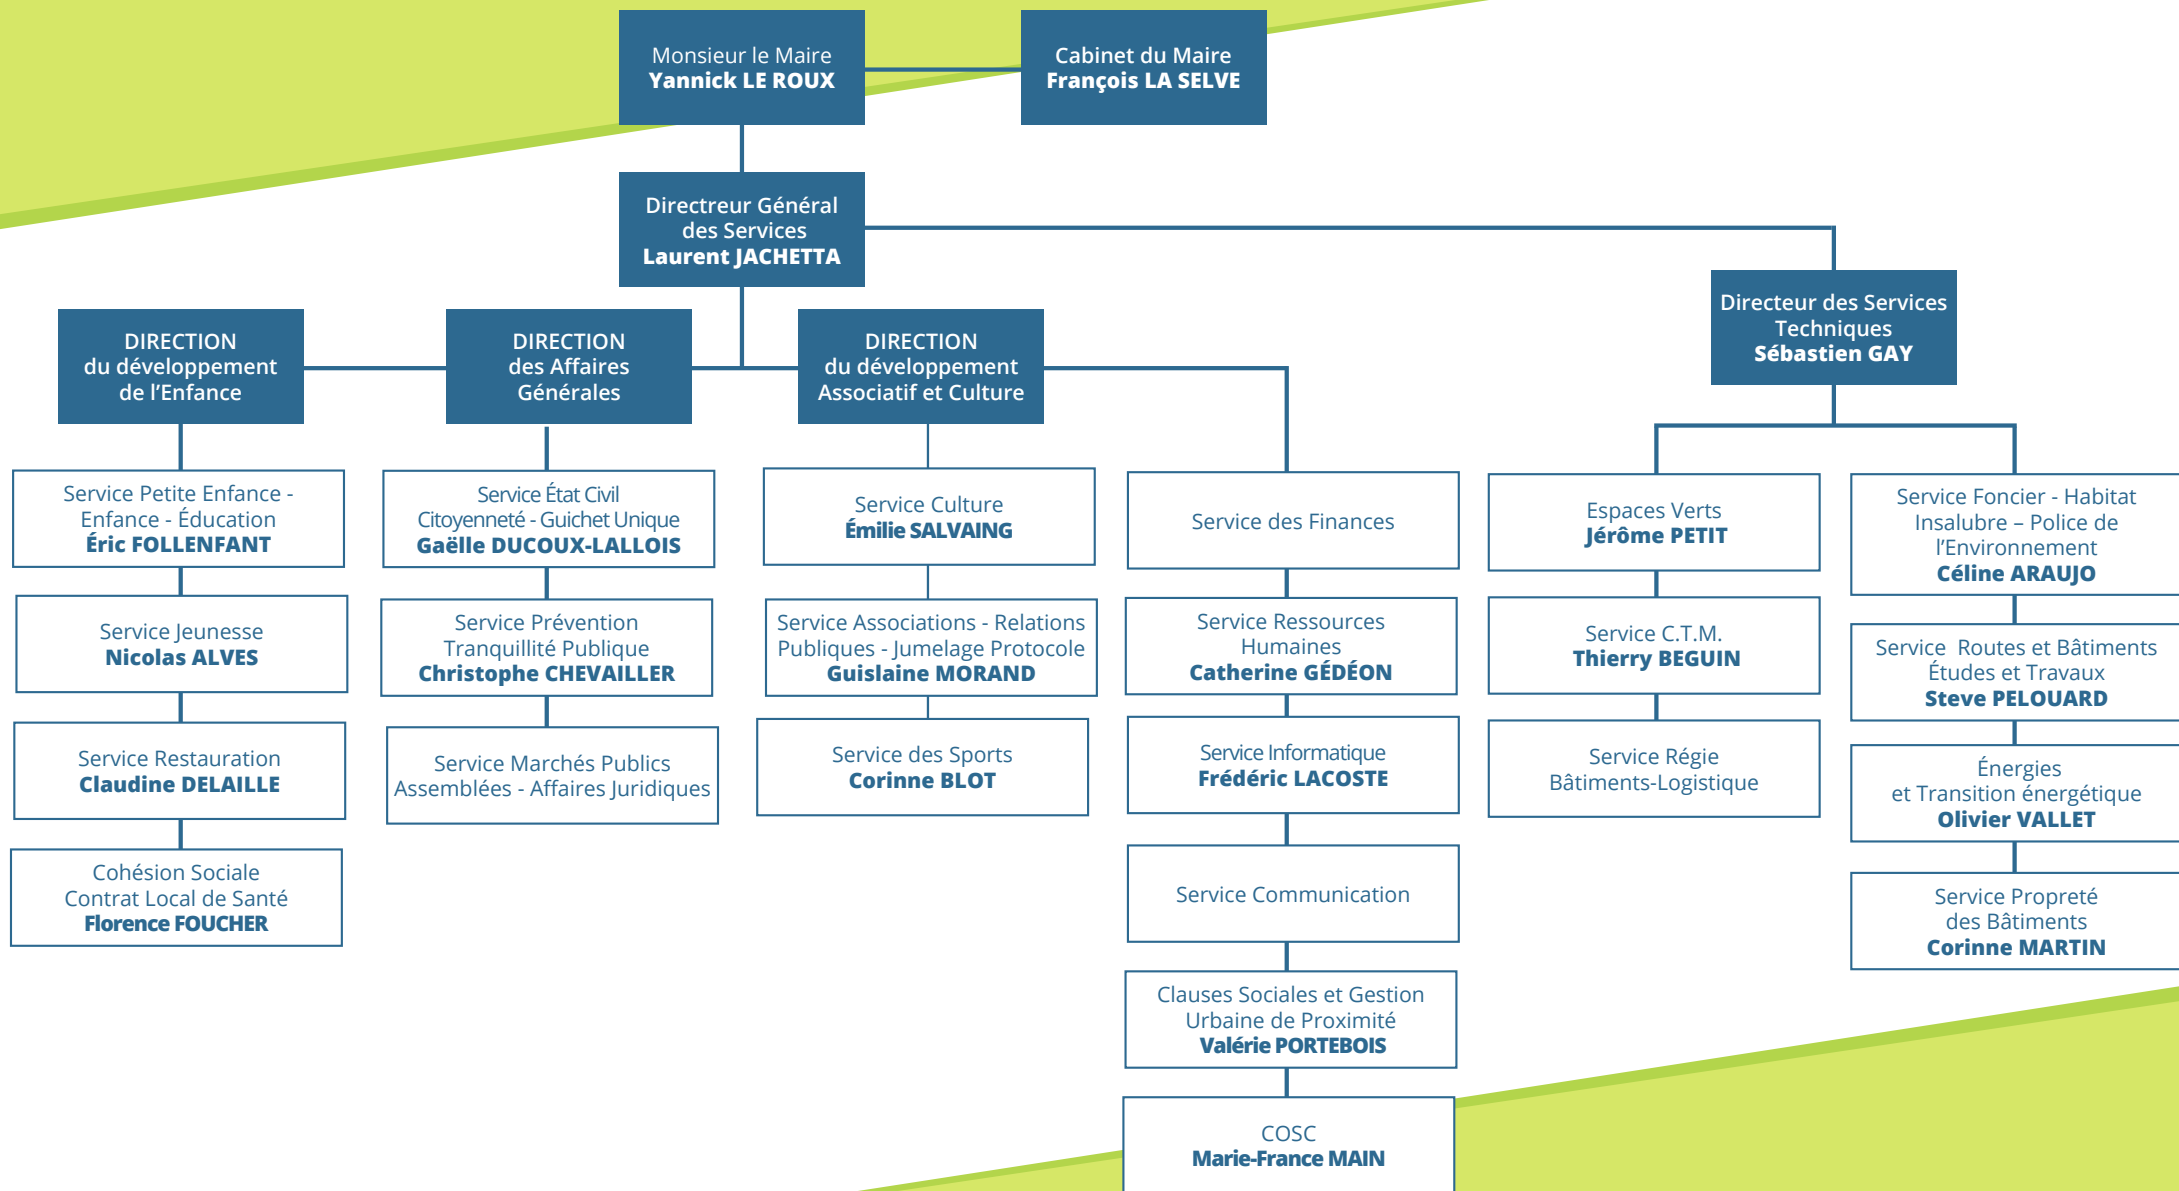 Monsieur le Maire
Yannick LE ROUX
Cabinet du Maire
François LA SELVE
Directreur Général
des Services
Laurent JACHETTA
Directeur des Services
Techniques
Sébastien GAY
DIRECTION
du développement
de l’Enfance
DIRECTION
des Affaires
Générales
DIRECTION
du développement
Associatif et Culture
Service Petite Enfance -
Enfance - Éducation
Éric FOLLENFANT
Service Jeunesse
Nicolas ALVES
Service Restauration
Claudine DELAILLE
Cohésion Sociale
Contrat Local de Santé
Florence FOUCHER
Service État Civil
Citoyenneté - Guichet Unique
Gaëlle DUCOUX-LALLOIS
Service Prévention
Tranquillité Publique
Christophe CHEVAILLER
Service Marchés Publics
Assemblées - Affaires Juridiques
Service Culture
Émilie SALVAING
Service Associations - Relations
Publiques - Jumelage Protocole
Guislaine MORAND
Service des Sports
Corinne BLOT
Service des Finances
Service Ressources
Humaines
Catherine GÉDÉON
Service Informatique
Frédéric LACOSTE
Service Communication
Clauses Sociales et Gestion
Urbaine de Proximité
Valérie PORTEBOIS
COSC
Marie-France MAIN
Espaces Verts
Jérôme PETIT
Service C.T.M.
Thierry BEGUIN
Service Régie
Bâtiments-Logistique
Service Foncier - Habitat
Insalubre – Police de
l’Environnement
Céline ARAUJO
Service  Routes et Bâtiments
Études et Travaux
Steve PELOUARD
Énergies
et Transition énergétique
Olivier VALLET
Service Propreté
des Bâtiments
Corinne MARTIN